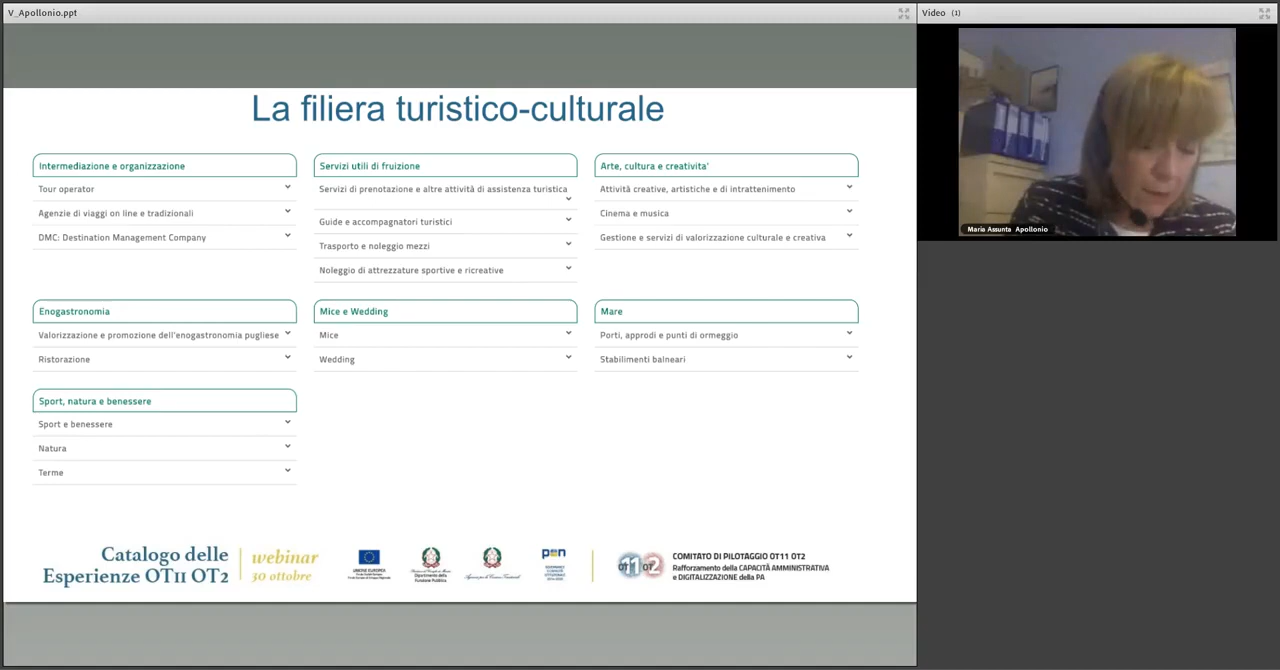 V_Apollonio.ppt
Video (1)
La filiera turistico-culturale
Intermediazione e organizzazione
Tour operator
Agenzie di viaggi on line e tradizionali
DMC: Destination Management Company
Servizi utili di fruizione
Servizi di prenotazione e altre attività di assistenza turistica
Guide e accompagnatori turistici
Trasporto e noleggio mezzi
Noleggio di attrezzature sportive e ricreative
Arte, cultura e creativita'
Attività creative, artistiche e di intrattenimento
Cinema e musica
Gestione e servizi di valorizzazione culturale e creativa
Enogastronomia
Valorizzazione e promozione dell'enogastronomia pugliese
Ristorazione
Mice e Wedding
Mice
Wedding
Mare
Porti, approdi e punti di ormeggio
Stabilimenti balneari
Sport, natura e benessere
Sport e benessere
Natura
Terme
Maria Assunta Apollonio
Catalogo delle
Esperienze OT11 OT2
webinar
30 ottobre
UNIONE EUROPEA
pon
OT11 OT2
COMITATO DI PILOTAGGIO OT11 OT2
Rafforzamento della CAPACITÀ AMMINISTRATIVA
e DIGITALIZZAZIONE della PA